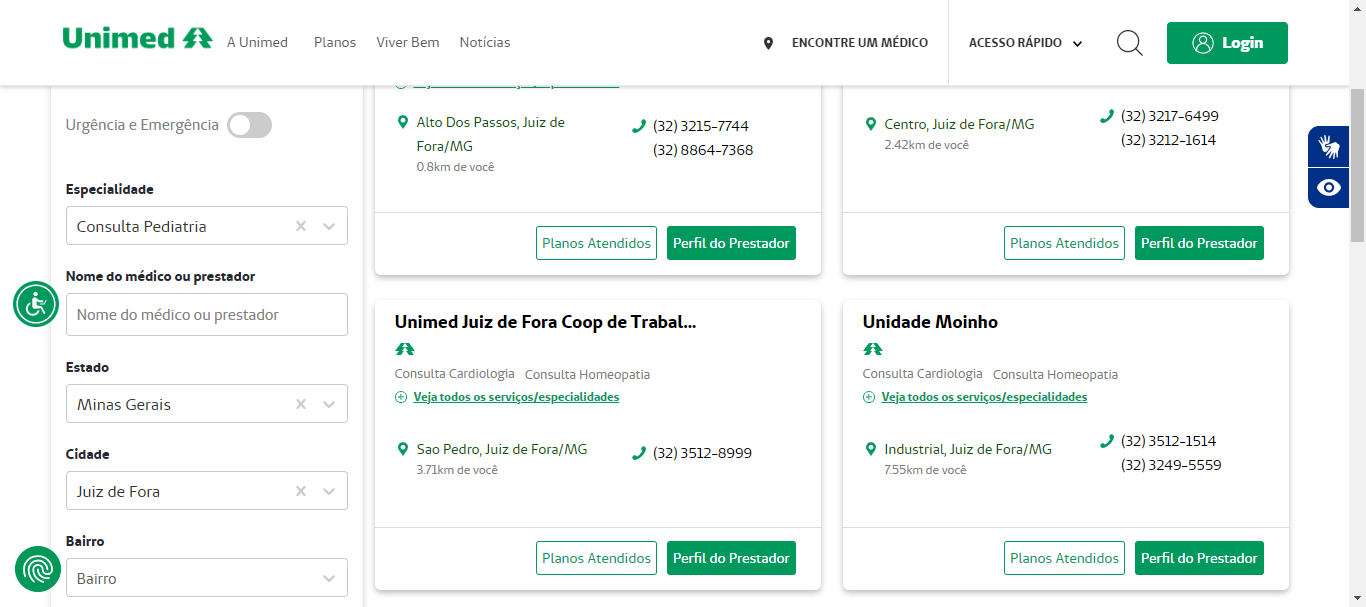 Unimed
A Unimed
Planos
Viver Bem
Notícias
ENCONTRE UM MÉDICO
ACESSO RÁPIDO
Login
Urgência e Emergência
Especialidade
Consulta Pediatria
Nome do médico ou prestador
Nome do médico ou prestador
Estado
Minas Gerais
Cidade
Juiz de Fora
Bairro
Bairro
Alto Dos Passos, Juiz de
Fora/MG
0.8km de você
(32) 3215-7744
(32) 8864-7368
Planos Atendidos
Perfil do Prestador
Centro, Juiz de Fora/MG
2.42km de você
(32) 3217-6499
(32) 3212-1614
Planos Atendidos
Perfil do Prestador
Unimed Juiz de Fora Coop de Trabal...
Consulta Cardiologia Consulta Homeopatia
Veja todos os serviços/especialidades
Sao Pedro, Juiz de Fora/MG
3.71km de você
(32) 3512-8999
Planos Atendidos
Perfil do Prestador
Unidade Moinho
Consulta Cardiologia Consulta Homeopatia
Veja todos os serviços/especialidades
Industrial, Juiz de Fora/MG
7.55km de você
(32) 3512-1514
(32) 3249-5559
Planos Atendidos
Perfil do Prestador